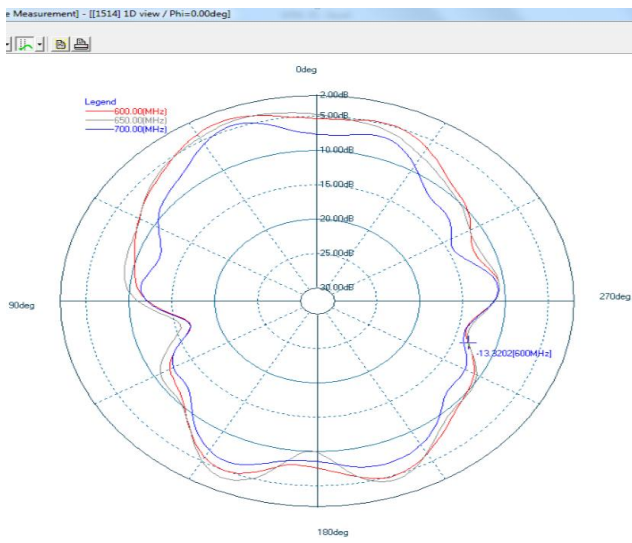 e Measurement] - [[1514] 1D view / Phi=0.00deg]
0deg
Legend
600.00(MHz)
650.00(MHz)
700.00(MHz)
2.00dB
5.00dB
10.00dB
15.00dB
20.00dB
25.00dB
30.00dB
90deg
270deg
-13.3202[600MHz]
180deg